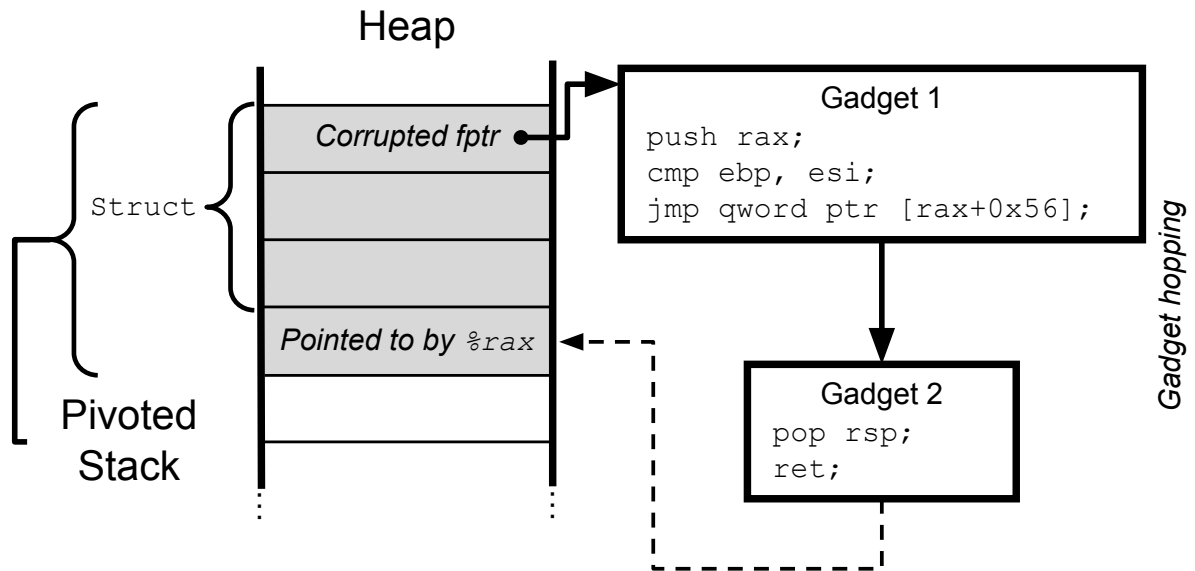 Heap
Corrupted fptr
Struct
Pointed to by %rax
Pivoted
Stack
Gadget 1
push rax;
cmp ebp, esi;
jmp qword ptr [rax+0x56];
Gadget 2
pop rsp;
ret;
Gadget hopping